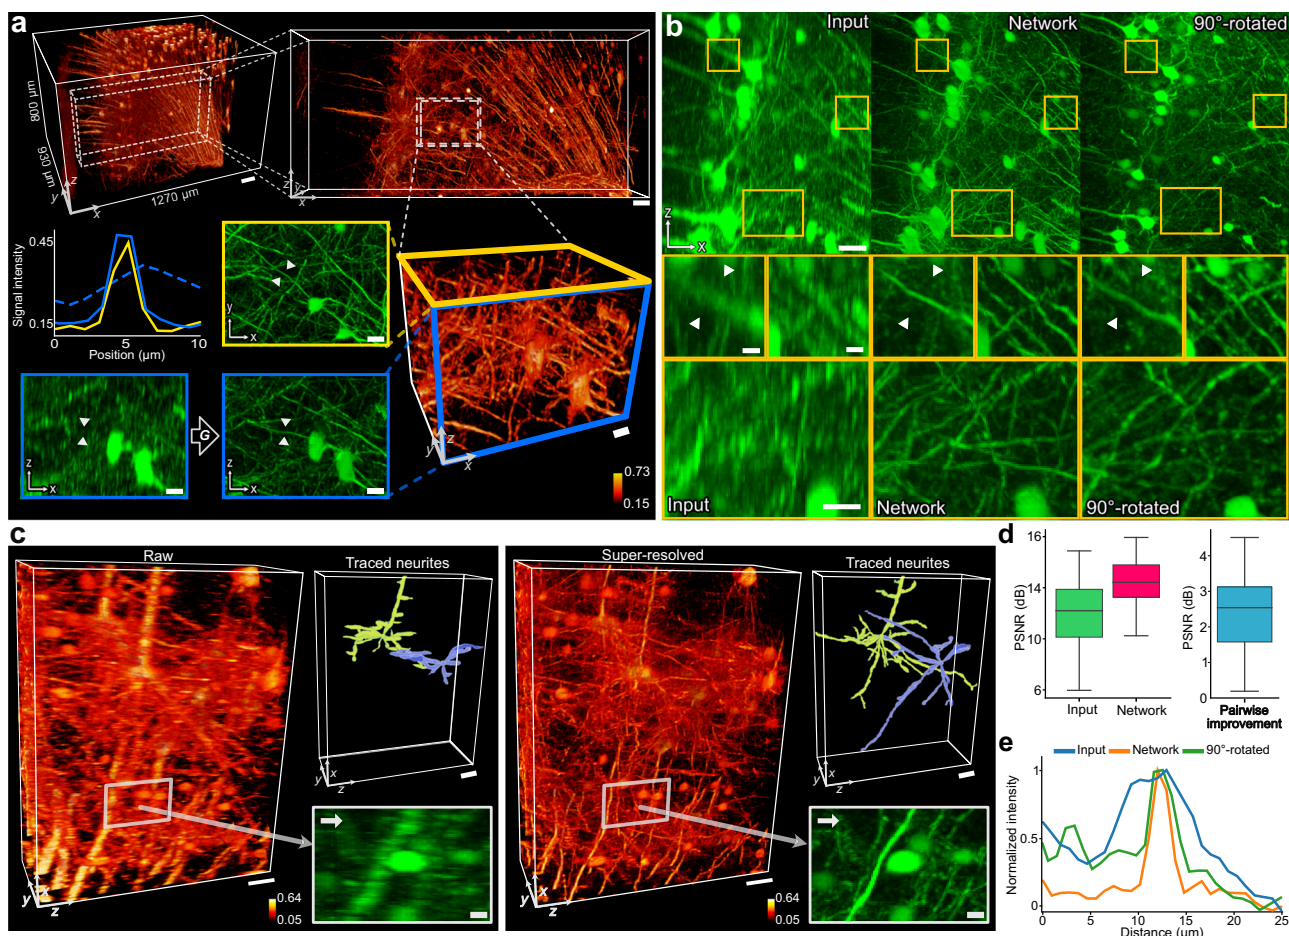 a
800 µm
930 µm
1270 µm
z
y
x
z
y
x
Signal intensity
0.45
0.15
0
10
Position (µm)
y
x
z
x
G
z
x
z
y
x
0.73
0.15
b
Input
Network
90°-rotated
z
x
Input
Network
90°-rotated
c
Raw
Traced neurites
Super-resolved
Traced neurites
y
x
z
y
x
z
y
x
z
y
x
z
0.64
0.05
0.64
0.05
d
PSNR (dB)
16
14
10
6
Input
Network
PSNR (dB)
4
3
2
1
0
Pairwise
improvement
e
Input
Network
90°-rotated
Normalized intensity
1
0.5
0
0
5
10
15
20
25
Distance (µm)